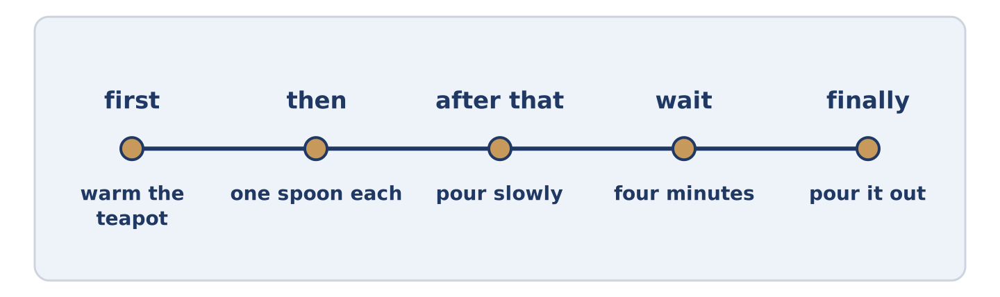 first
warm the
teapot
then
one spoon each
after that
pour slowly
wait
four minutes
finally
pour it out